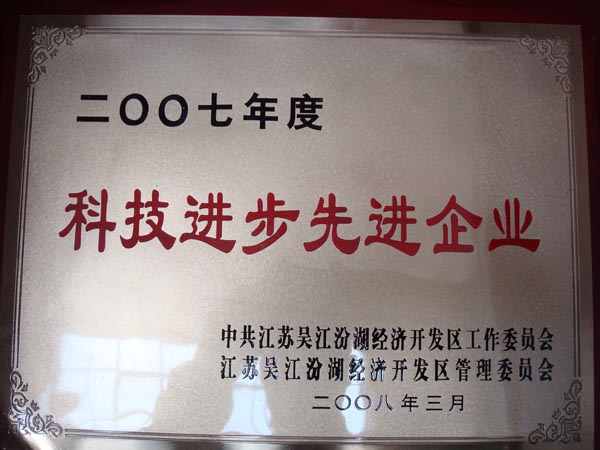 二〇〇七年度
科技进步先进企业
中共江苏吴江汾湖经济开发区工作委员会
江苏吴江汾湖经济开发区管理委员会
二〇〇八年三月